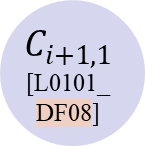 C_{i+1,1}
[L0101_
DF08]